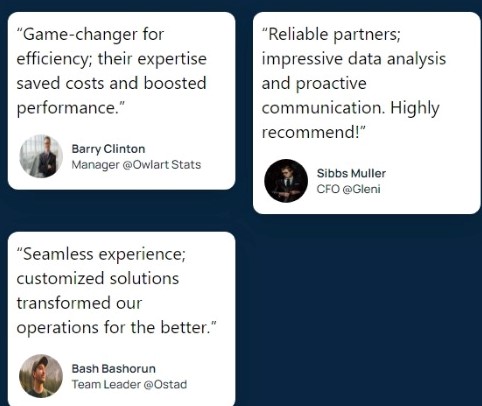 “Game-changer for
efficiency; their expertise
saved costs and boosted
performance.”
Barry Clinton
Manager @Owlart Stats
“Reliable partners;
impressive data analysis
and proactive
communication. Highly
recommend!”
Sibbs Muller
CFO @Gleni
“Seamless experience;
customized solutions
transformed our
operations for the better.”
Bash Bashorun
Team Leader @Ostad